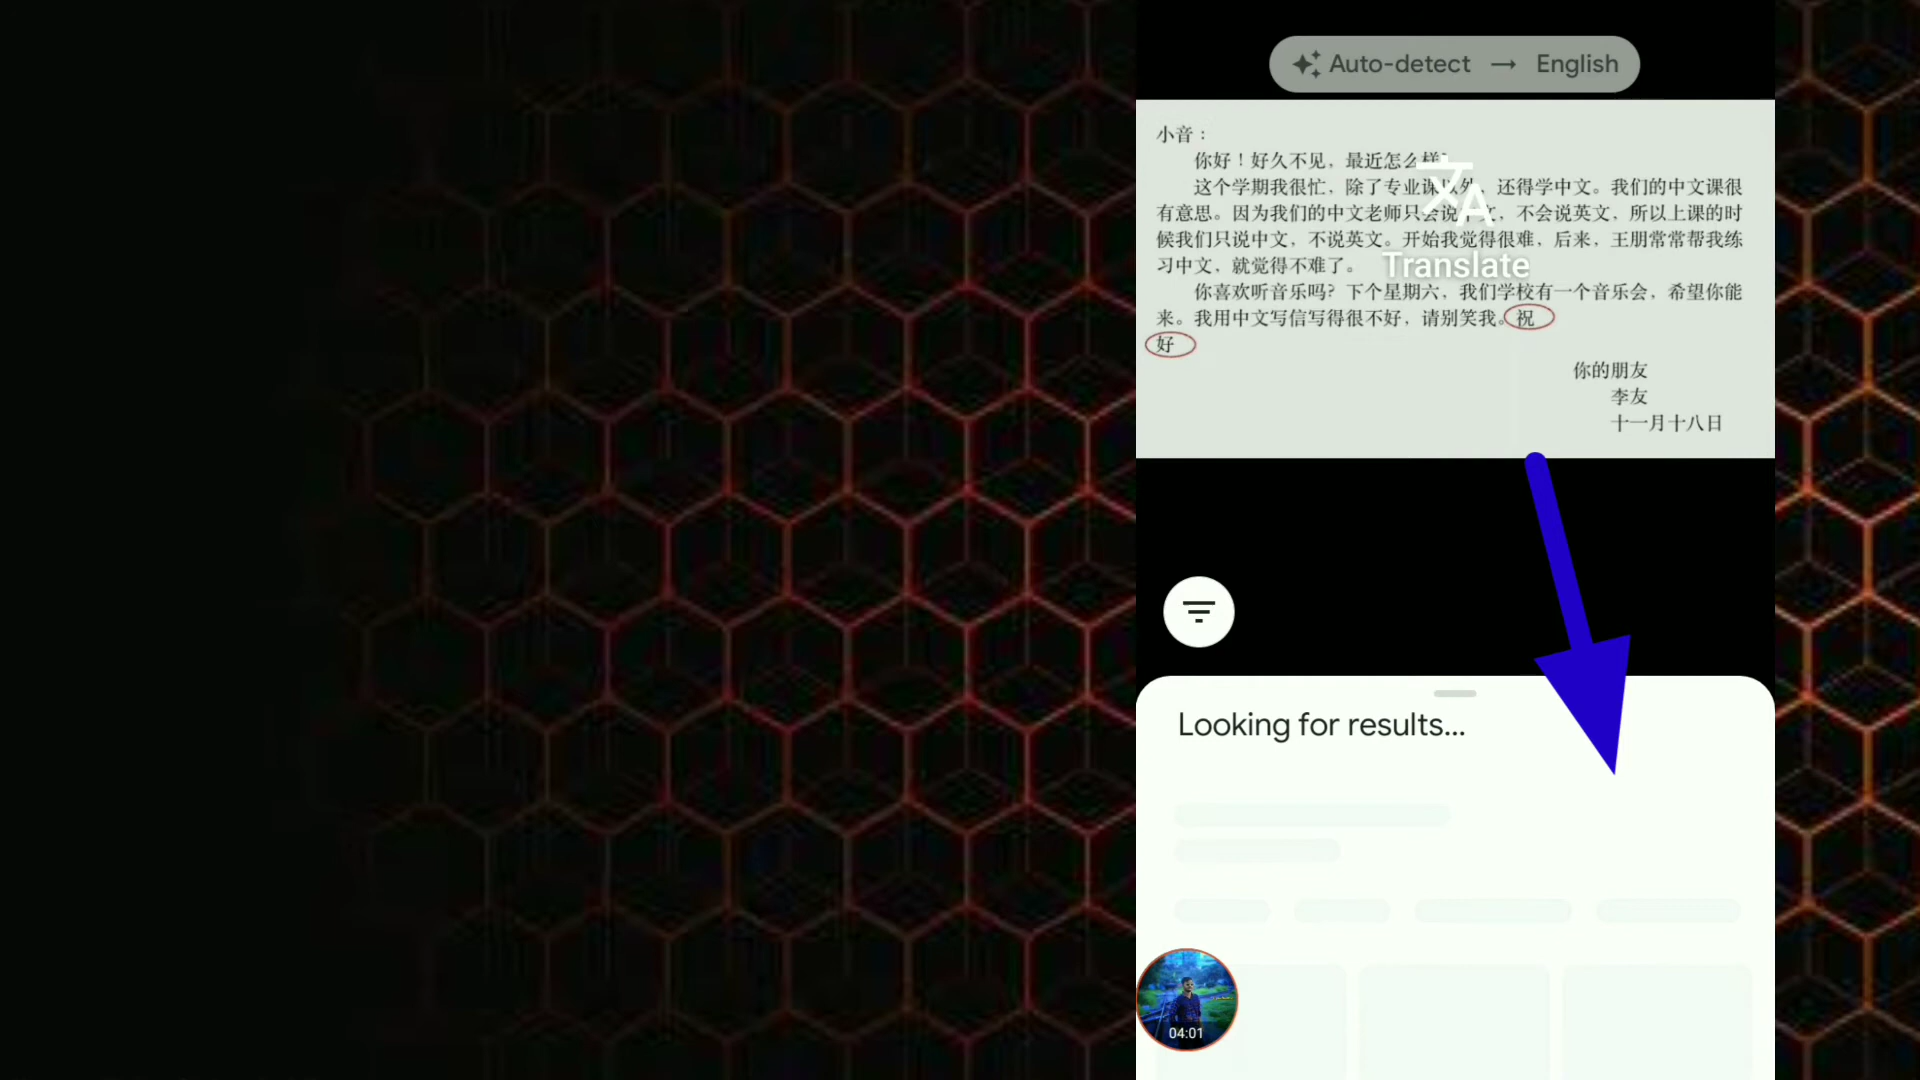 Auto-detect → English
小音：
你好！好久不见，最近怎么样?
这个学期我很忙，除了专业课以外，还得学中文。我们的中文课很
有意思。因为我们的中文老师只会说中文，不会说英文，所以上课的时
候我们只说中文，不说英文。开始我觉得很难，后来，王朋常常帮我练
习中文，就觉得不难了。
Translate
你喜欢听音乐吗？下个星期六，我们学校有一个音乐会，希望你能
来。我用中文写信写得很不好，请别笑我。祝
好
你的朋友
李友
十一月十八日
Looking for results...
04:01